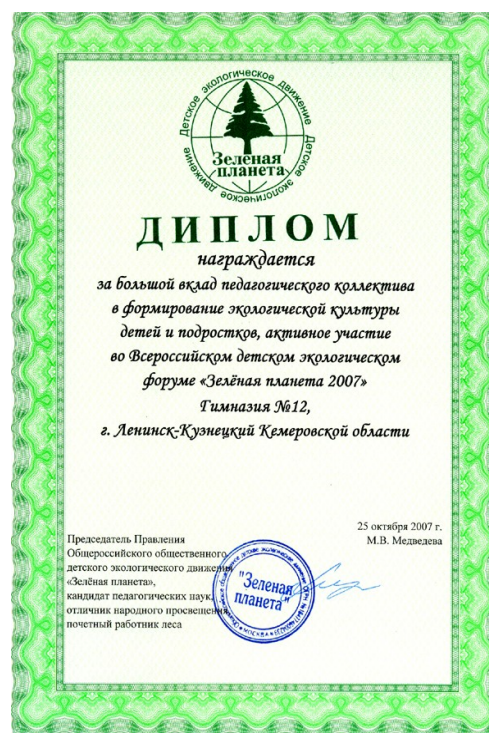 Детское экологическое движение Детское экологическое движение
Зелёная
планета
ДИПЛОМ
награждается
за большой вклад педагогического коллектива
в формирование экологической культуры
детей и подростков, активное участие
во Всероссийском детском экологическом
форуме «Зелёная планета 2007»
Гимназия №12,
г. Ленинск-Кузнецкий Кемеровской области
25 октября 2007 г.
М.В. Медведева
Председатель Правления
Общероссийского общественного
детского экологического движения
«Зелёная планета»,
кандидат педагогических наук,
отличник народного просвещения,
почетный работник леса
"Зеленая
планета"
МОСКВА